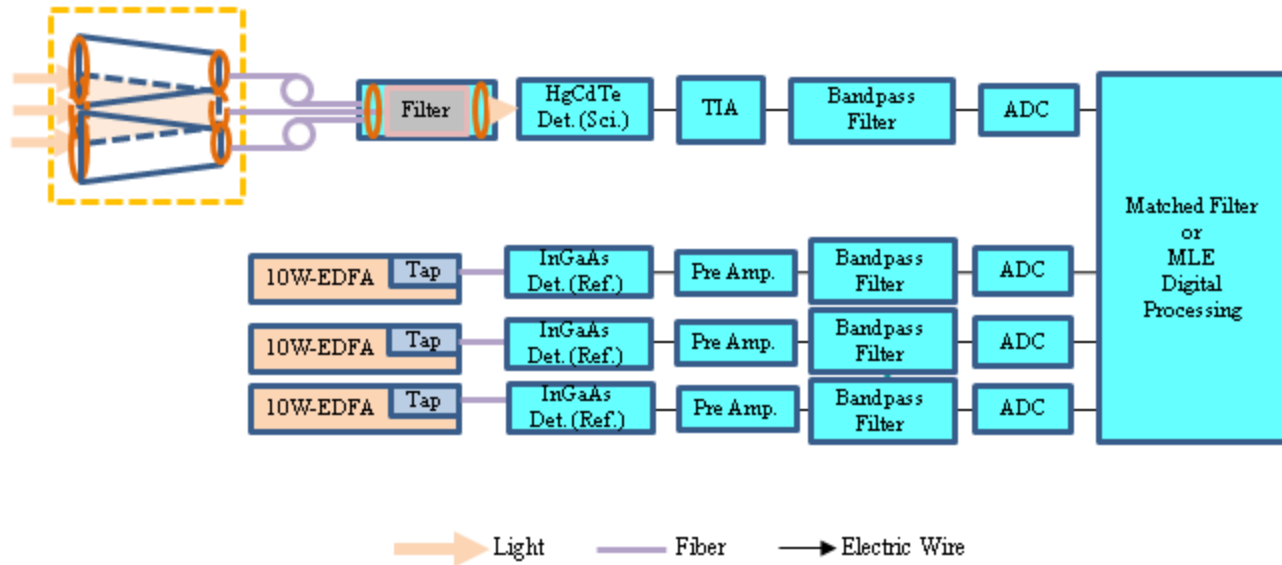 Filter
HgCdTe
Det.(Sci.)
TIA
Bandpass
Filter
ADC
Matched Filter
or
MLE
Digital
Processing
10W-EDFA
Tap
InGaAs
Det.(Ref.)
Pre Amp.
Bandpass
Filter
ADC
10W-EDFA
Tap
InGaAs
Det.(Ref.)
Pre Amp.
Bandpass
Filter
ADC
10W-EDFA
Tap
InGaAs
Det.(Ref.)
Pre Amp.
Bandpass
Filter
ADC
Light
Fiber
Electric Wire